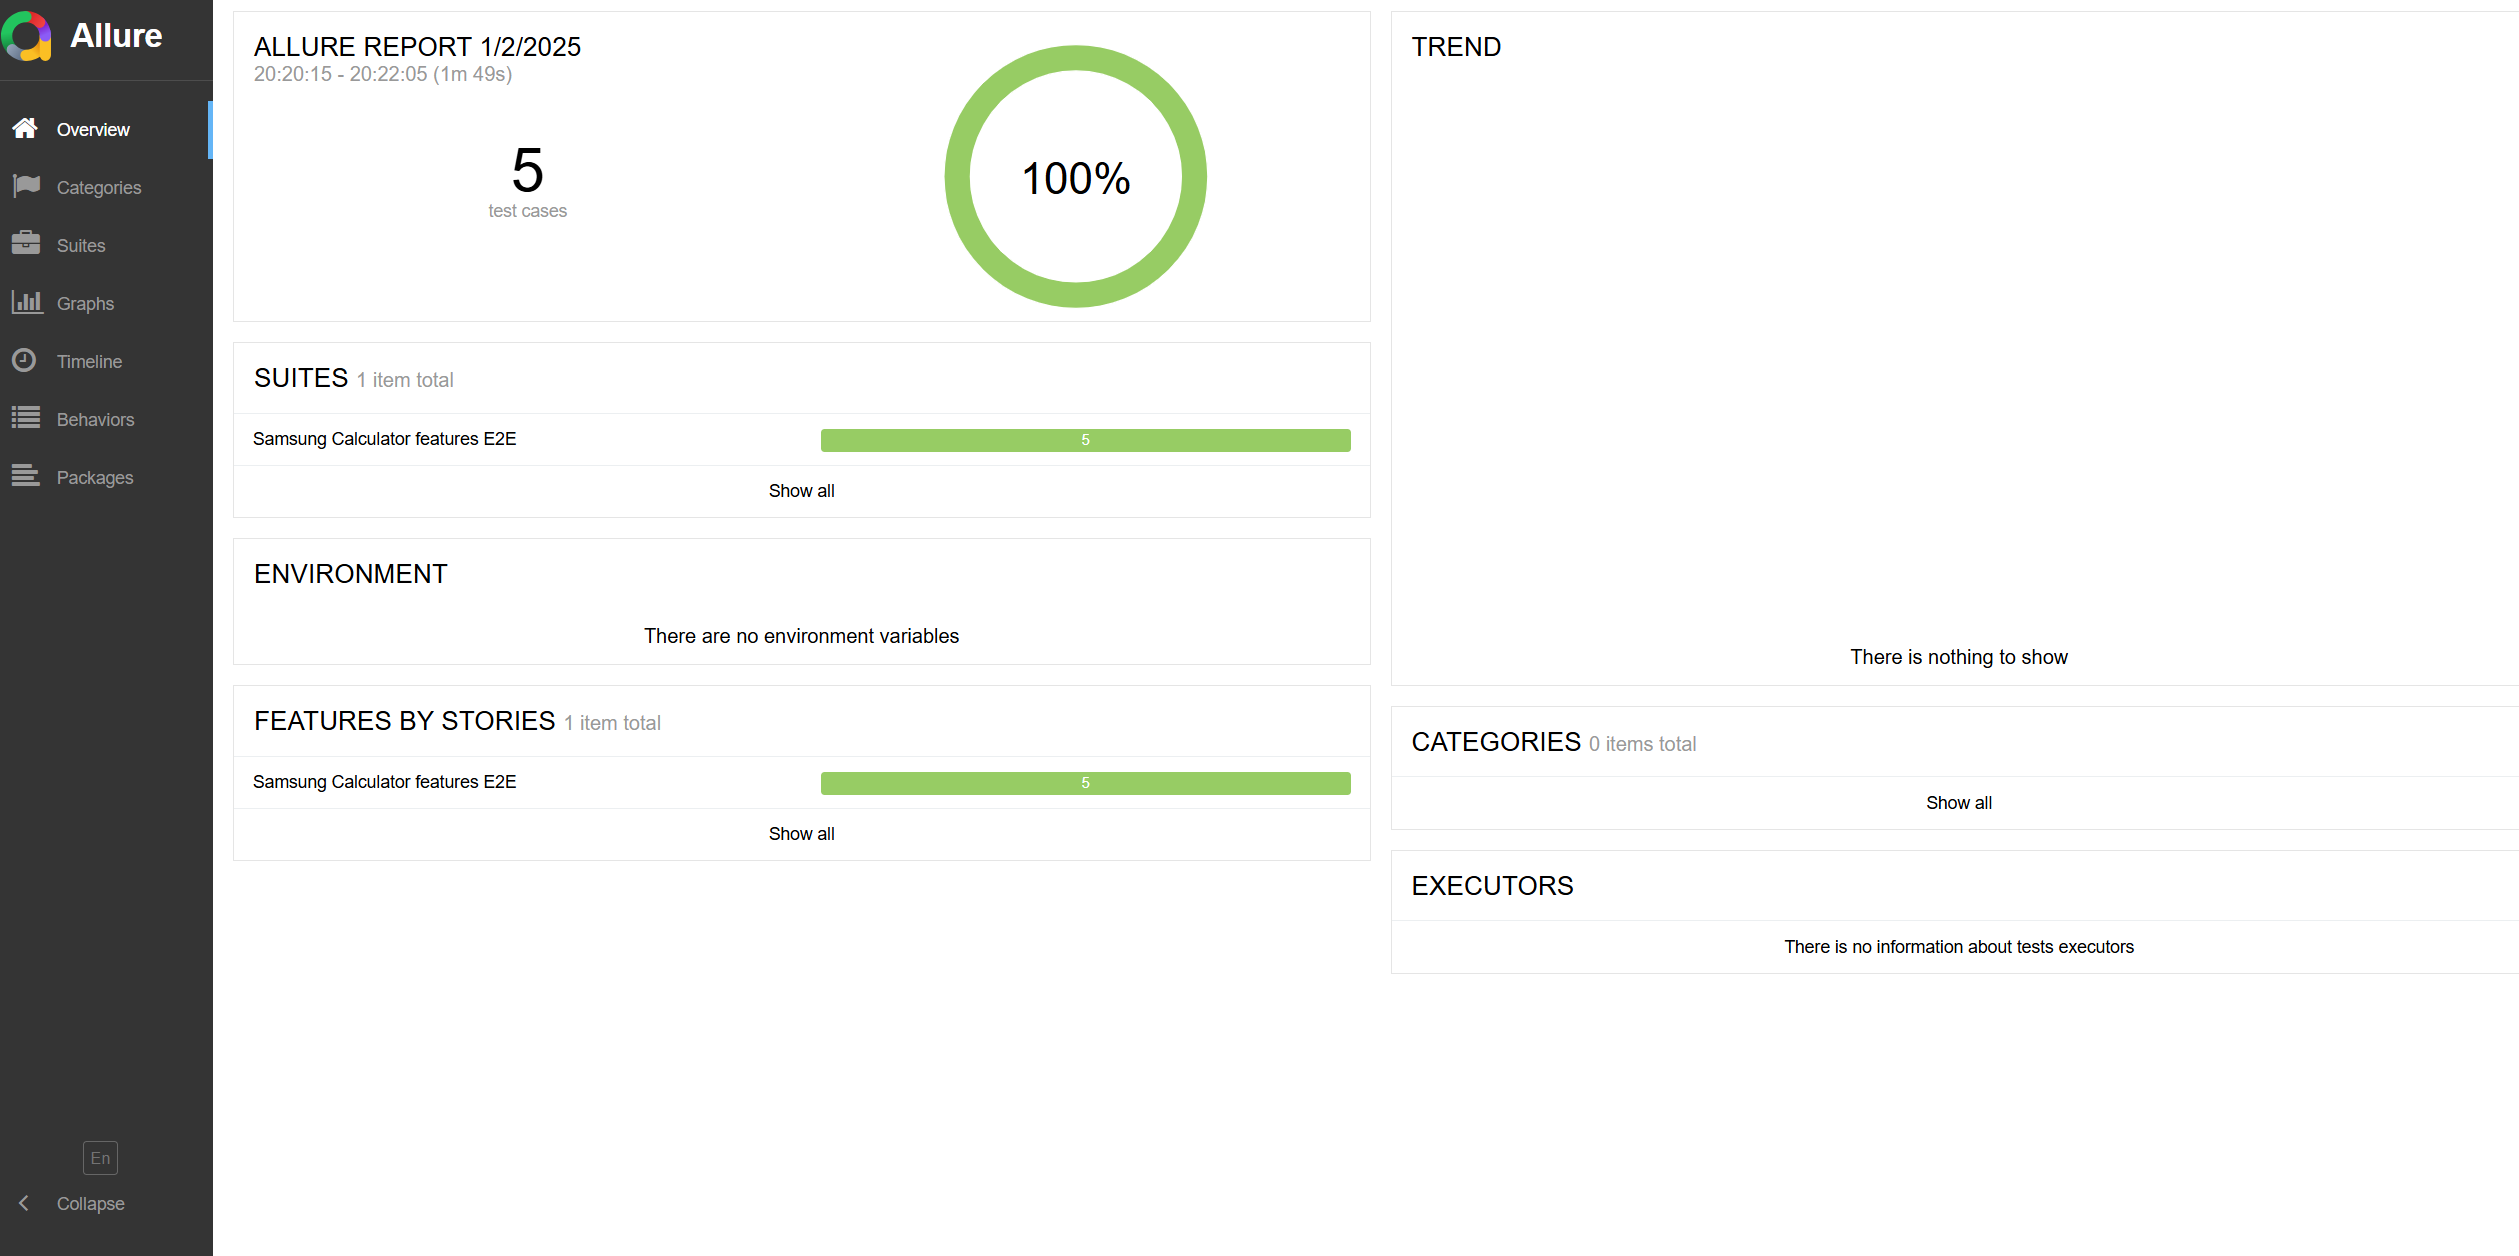 Allure
Overview
Categories
Suites
Graphs
Timeline
Behaviors
Packages
En
Collapse
ALLURE REPORT 1/2/2025
20:20:15 - 20:22:05 (1m 49s)
5
test cases
100%
SUITES 1 item total
Samsung Calculator features E2E 5
Show all
ENVIRONMENT
There are no environment variables
FEATURES BY STORIES 1 item total
Samsung Calculator features E2E 5
Show all
TREND
There is nothing to show
CATEGORIES 0 items total
Show all
EXECUTORS
There is no information about tests executors